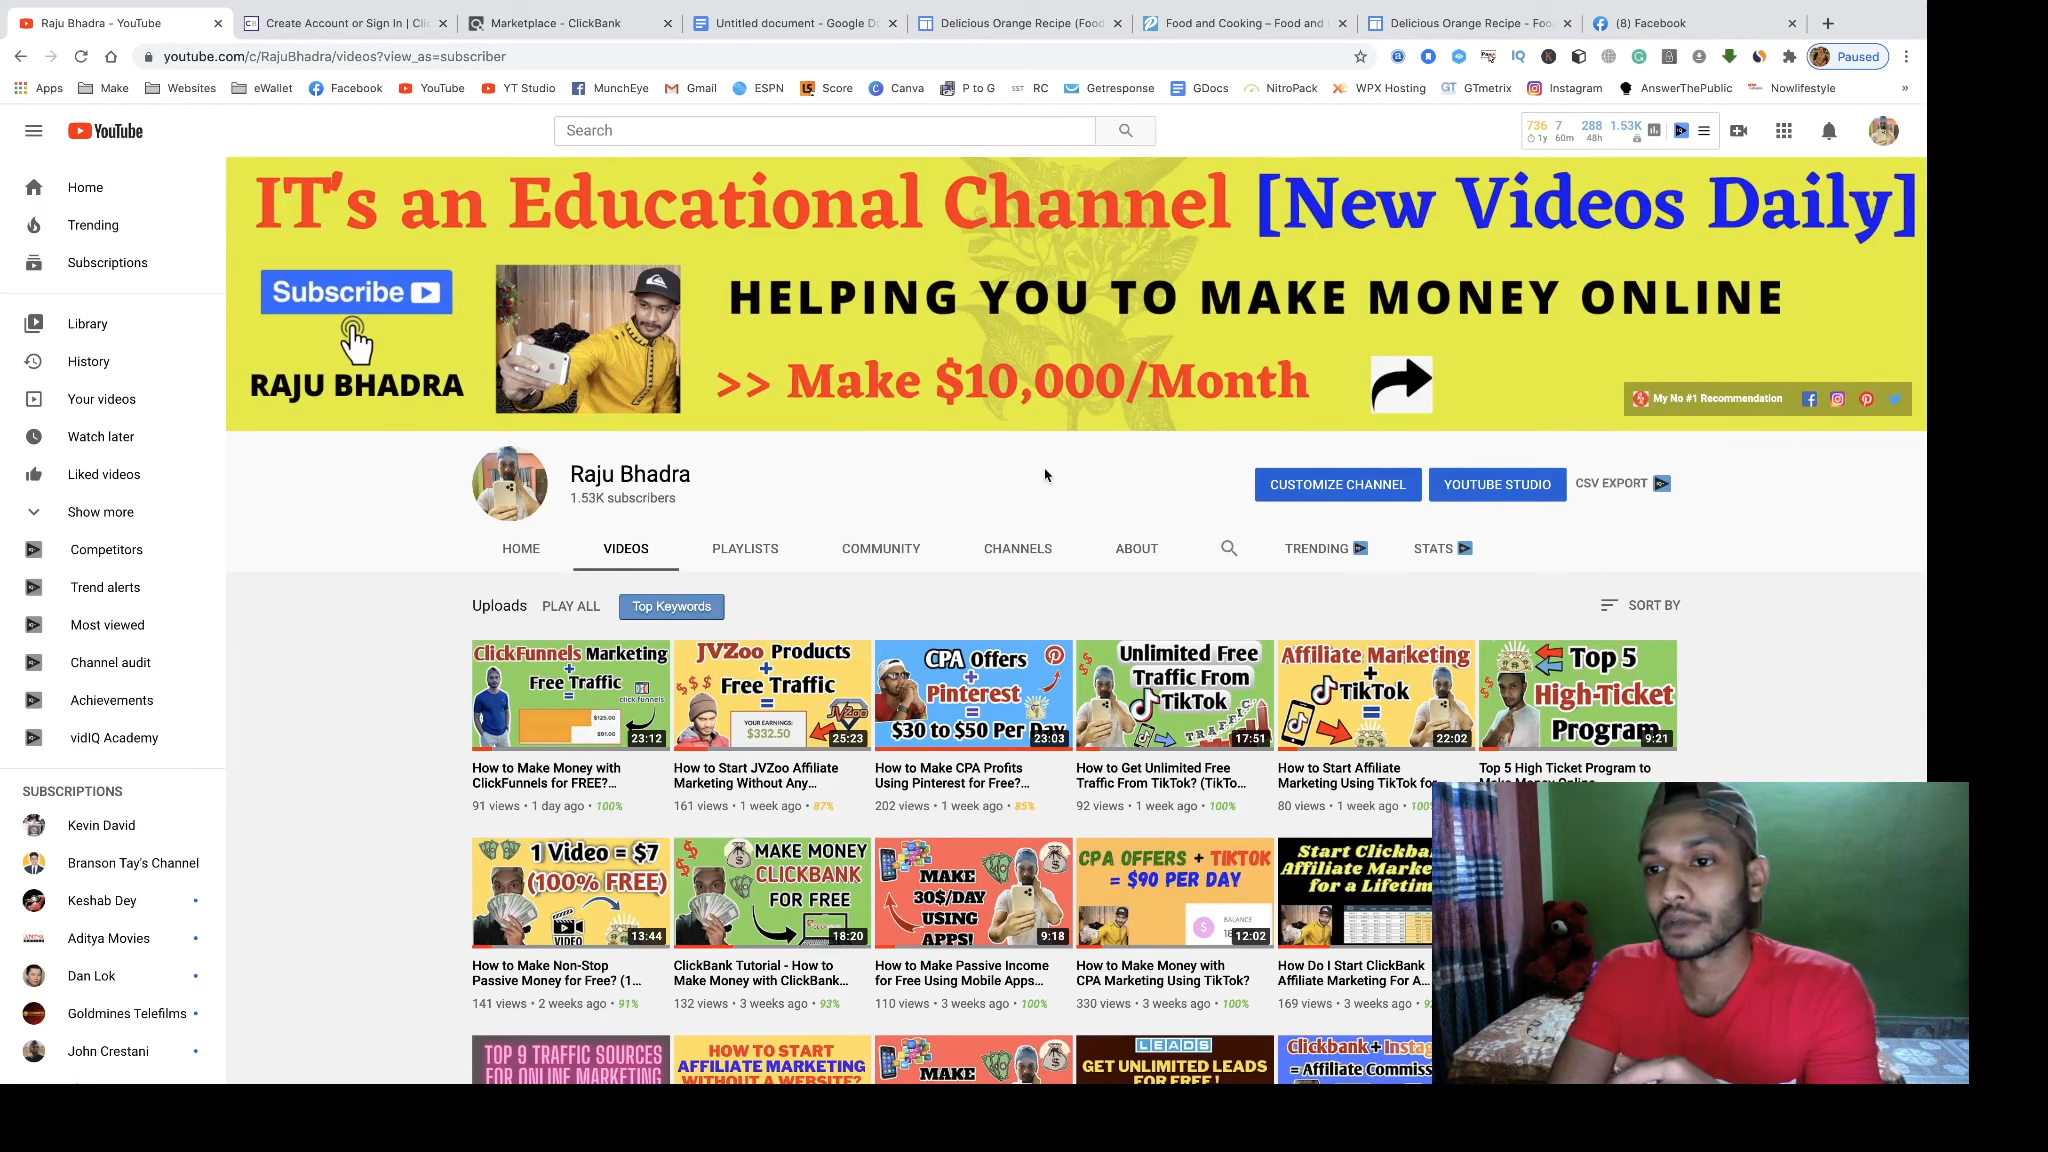 Raju Bhadra - YouTube
Create Account or Sign In | Clic
Marketplace - ClickBank
Untitled document - Google Do
Delicious Orange Recipe (Food
Food and Cooking – Food and
Delicious Orange Recipe - Foo
(8) Facebook
youtube.com/c/RajuBhadra/videos?view_as=subscriber
Paused
Apps
Make
Websites
eWallet
Facebook
YouTube
YT Studio
MunchEye
Gmail
ESPN
Score
Canva
P to G
RC
Getresponse
GDocs
NitroPack
WPX Hosting
GTmetrix
Instagram
AnswerThePublic
Nowlifestyle
YouTube
Search
736 7 288 1.53K
1y 60m 48h
Home
Trending
Subscriptions
Library
History
Your videos
Watch later
Liked videos
Show more
Competitors
Trend alerts
Most viewed
Channel audit
Achievements
vidIQ Academy
SUBSCRIPTIONS
Kevin David
Branson Tay's Channel
Keshab Dey
Aditya Movies
Dan Lok
Goldmines Telefilms
John Crestani
IT's an Educational Channel [New Videos Daily]
Subscribe
RAJU BHADRA
HELPING YOU TO MAKE MONEY ONLINE
>> Make $10,000/Month
My No #1 Recommendation
Raju Bhadra
1.53K subscribers
CUSTOMIZE CHANNEL
YOUTUBE STUDIO
CSV EXPORT
HOME
VIDEOS
PLAYLISTS
COMMUNITY
CHANNELS
ABOUT
TRENDING
STATS
Uploads
PLAY ALL
Top Keywords
SORT BY
ClickFunnels Marketing
+
Free Traffic
=
click funnels
$125.00
$91.00
23:12
How to Make Money with
ClickFunnels for FREE?...
91 views • 1 day ago • 100%
JVZoo Products
+
Free Traffic
=
YOUR EARNINGS:
$332.50
JVZoo
25:23
How to Start JVZoo Affiliate
Marketing Without Any...
161 views • 1 week ago • 87%
CPA Offers
+
Pinterest
=
$30 to $50 Per Day
23:03
How to Make CPA Profits
Using Pinterest for Free?...
202 views • 1 week ago • 85%
Unlimited Free
Traffic From
TikTok
TRAFFIC
17:51
How to Get Unlimited Free
Traffic From TikTok? (TikTo...
92 views • 1 week ago • 100%
Affiliate Marketing
+
TikTok
=
22:02
How to Start Affiliate
Marketing Using TikTok for
80 views • 1 week ago • 100%
Top 5
High-Ticket
Program
9:21
Top 5 High Ticket Program to
1 Video = $7
(100% FREE)
VIDEO
13:44
How to Make Non-Stop
Passive Money for Free? (1...
141 views • 2 weeks ago • 91%
MAKE MONEY
CLICKBANK
FOR FREE
18:20
ClickBank Tutorial - How to
Make Money with ClickBank...
132 views • 3 weeks ago • 93%
MAKE
30$/DAY
USING
APPS!
9:18
How to Make Passive Income
for Free Using Mobile Apps...
110 views • 3 weeks ago • 100%
CPA OFFERS + TIKTOK
= $90 PER DAY
BALANCE
12:02
How to Make Money with
CPA Marketing Using TikTok?
330 views • 3 weeks ago • 100%
Start Clickba
Affiliate Marke
for a Lifetim
How Do I Start ClickBank
Affiliate Marketing For A...
169 views • 3 weeks ago • 9
TOP 9 TRAFFIC SOURCES
FOR ONLINE MARKETING
HOW TO START
AFFILIATE MARKETING
WITHOUT A WEBSITE?
MAKE
LEADS
GET UNLIMITED LEADS
FOR FREE!
Clickbank + Insta
= Affiliate Commiss